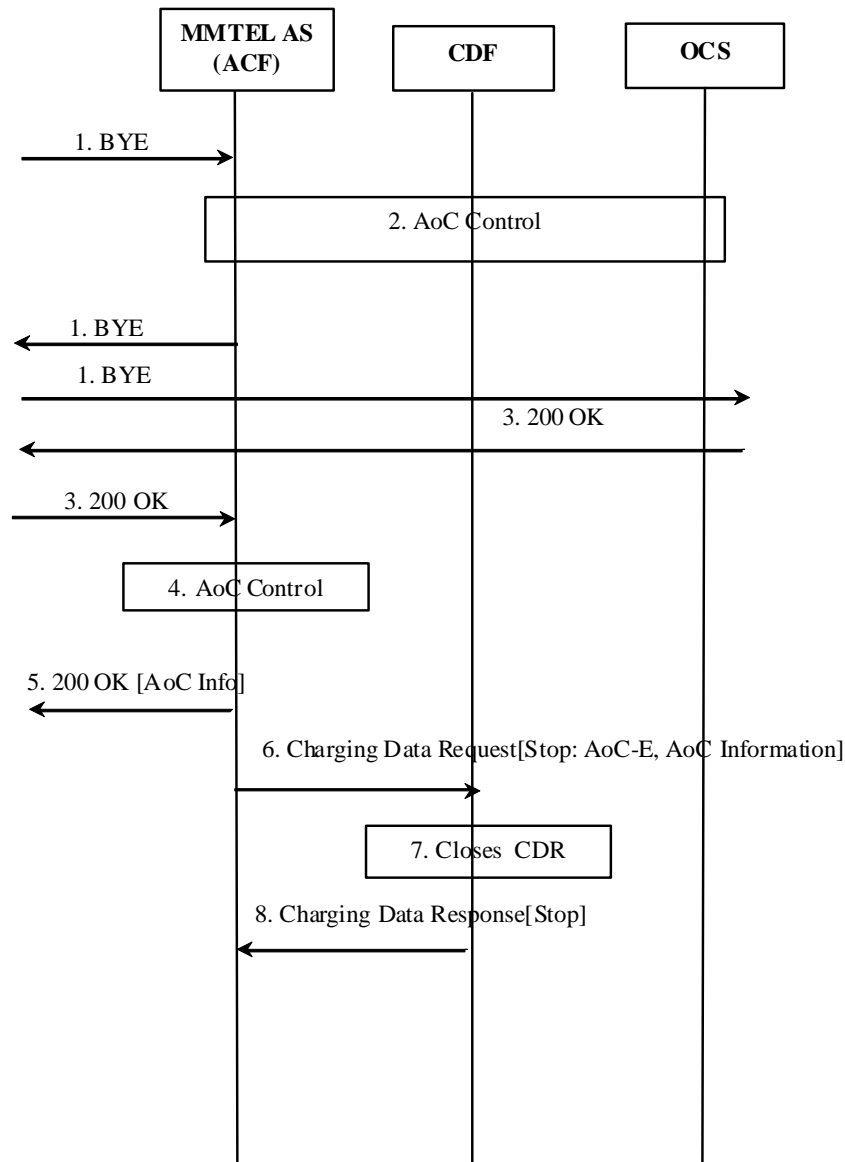 MMTEL AS
(ACF)
CDF
OCS
1. BYE
2. AoC Control
1. BYE
1. BYE
3. 200 OK
3. 200 OK
4. AoC Control
5. 200 OK [AoC Info]
6. Charging Data Request[Stop: AoC-E, AoC Information]
7. Closes CDR
8. Charging Data Response[Stop]